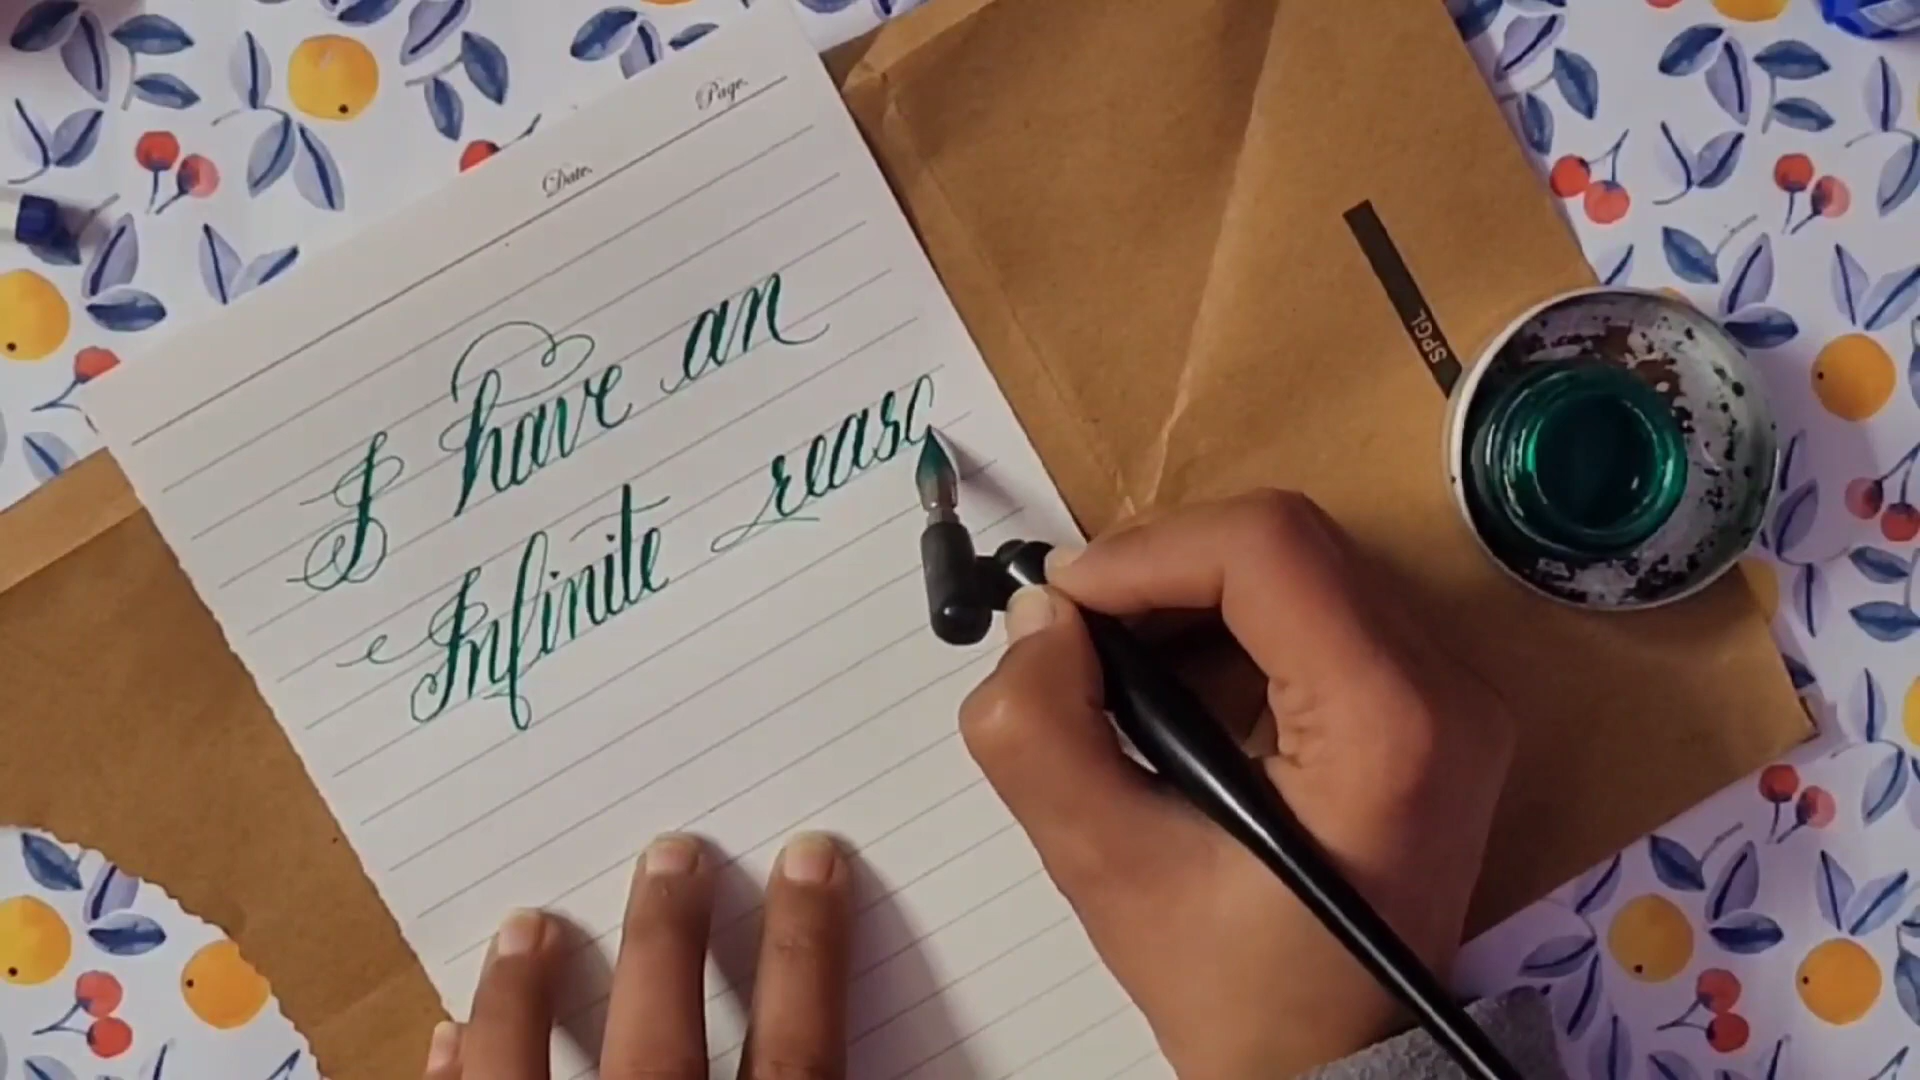 Page.
Date.
I have an
Infinite reaso
SPGL